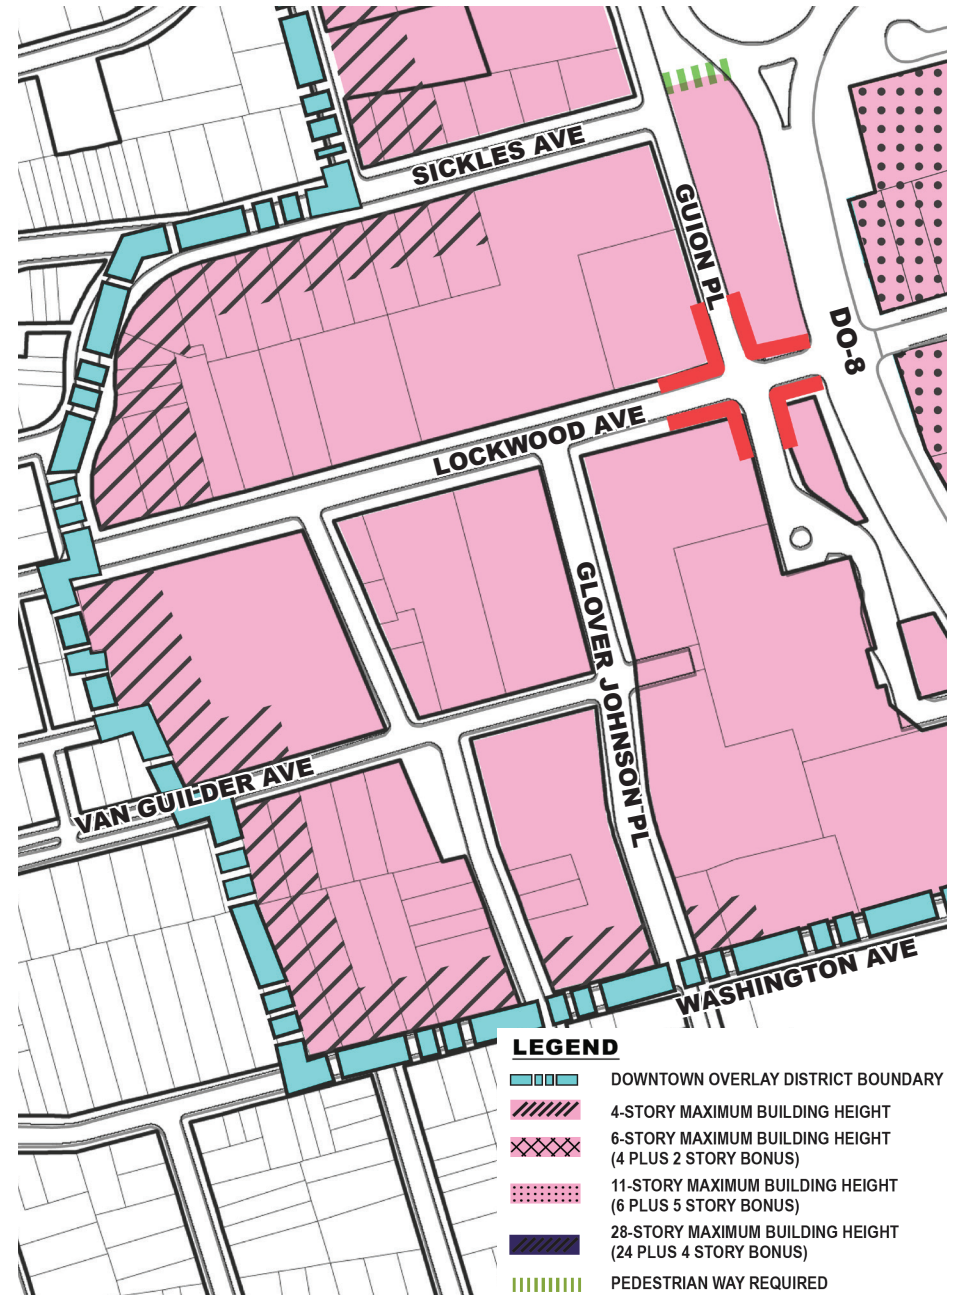 SICKLES AVE
GUION PL
DO-8
LOCKWOOD AVE
GLOVER JOHNSON PL
VAN GUILDER AVE
WASHINGTON AVE
LEGEND
DOWNTOWN OVERLAY DISTRICT BOUNDARY
4-STORY MAXIMUM BUILDING HEIGHT
6-STORY MAXIMUM BUILDING HEIGHT
(4 PLUS 2 STORY BONUS)
11-STORY MAXIMUM BUILDING HEIGHT
(6 PLUS 5 STORY BONUS)
28-STORY MAXIMUM BUILDING HEIGHT
(24 PLUS 4 STORY BONUS)
PEDESTRIAN WAY REQUIRED